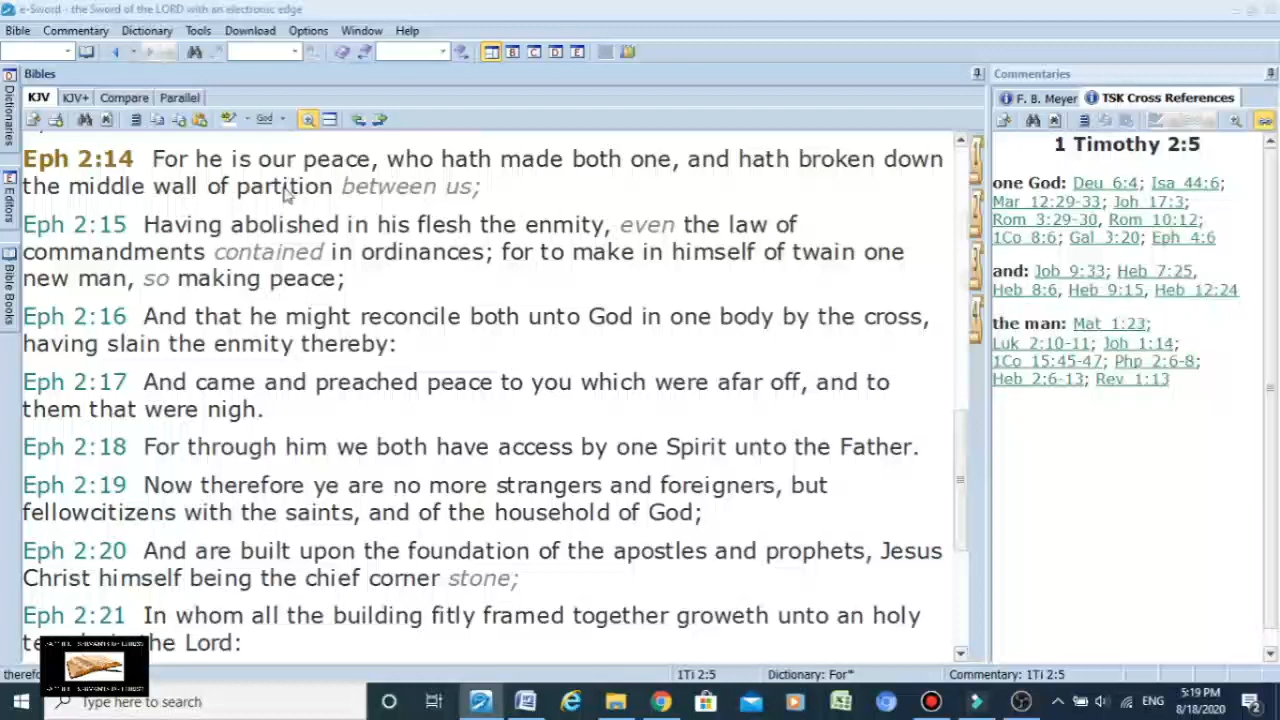 e-Sword - the Sword of the LORD with an electronic edge
Bible Commentary Dictionary Tools Download Options Window Help
Bibles
KJV KJV+ Compare Parallel
God
Dictionaries
Editors
Bible Books
Eph 2:14 For he is our peace, who hath made both one, and hath broken down
the middle wall of partition between us;
Eph 2:15 Having abolished in his flesh the enmity, even the law of
commandments contained in ordinances; for to make in himself of twain one
new man, so making peace;
Eph 2:16 And that he might reconcile both unto God in one body by the cross,
having slain the enmity thereby:
Eph 2:17 And came and preached peace to you which were afar off, and to
them that were nigh.
Eph 2:18 For through him we both have access by one Spirit unto the Father.
Eph 2:19 Now therefore ye are no more strangers and foreigners, but
fellowcitizens with the saints, and of the household of God;
Eph 2:20 And are built upon the foundation of the apostles and prophets, Jesus
Christ himself being the chief corner stone;
Eph 2:21 In whom all the building fitly framed together groweth unto an holy
the Lord:
Commentaries
F. B. Meyer TSK Cross References
1 Timothy 2:5
one God: Deu 6:4; Isa 44:6;
Mar 12:29-33; Joh 17:3;
Rom 3:29-30, Rom 10:12;
1Co 8:6; Gal 3:20; Eph 4:6
and: Job 9:33; Heb 7:25,
Heb 8:6, Heb 9:15, Heb 12:24
the man: Mat 1:23;
Luk 2:10-11; Joh 1:14;
1Co 15:45-47; Php 2:6-8;
Heb 2:6-13; Rev 1:13
1Ti 2:5 Dictionary: For* Commentary: 1Ti 2:5
Type here to search
ENG
5:19 PM
8/18/2020
2